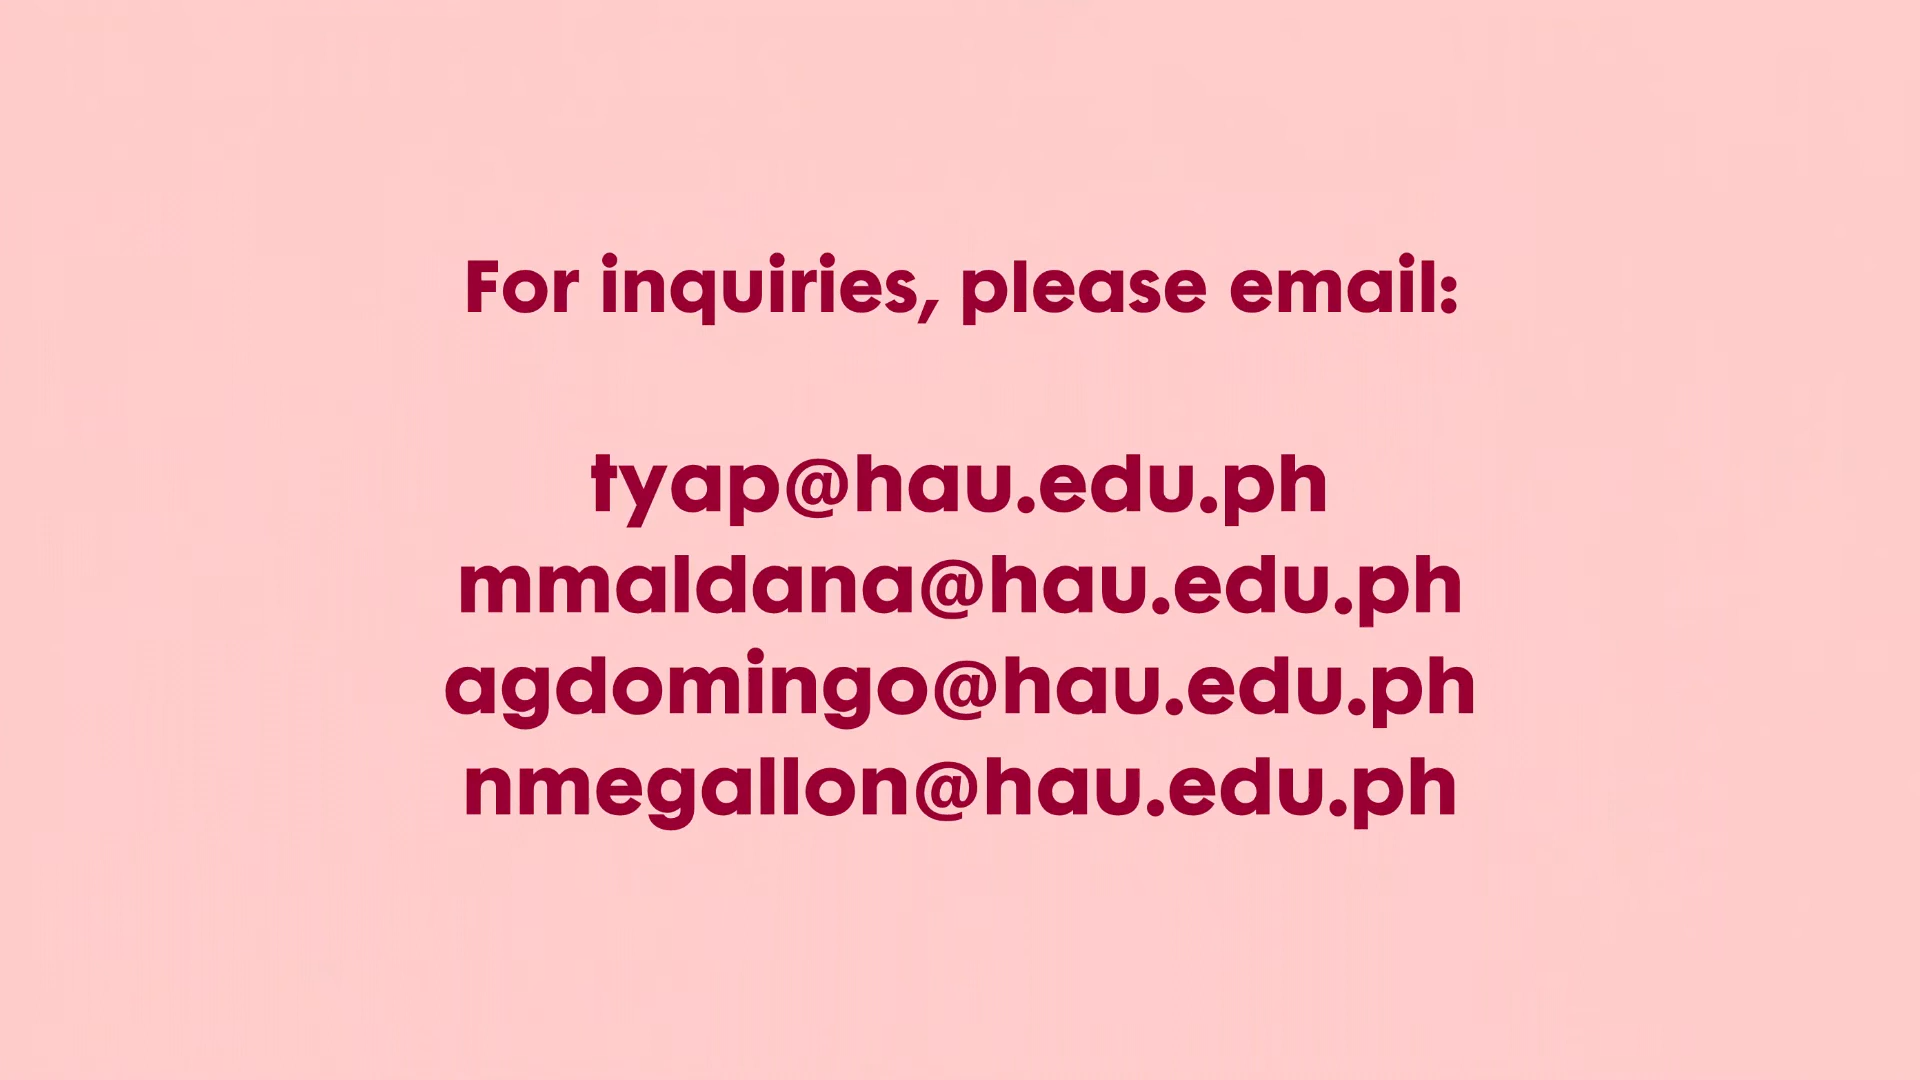 For inquiries, please email:
tyap@hau.edu.ph
mmaldana@hau.edu.ph
agdomingo@hau.edu.ph
nmegallon@hau.edu.ph